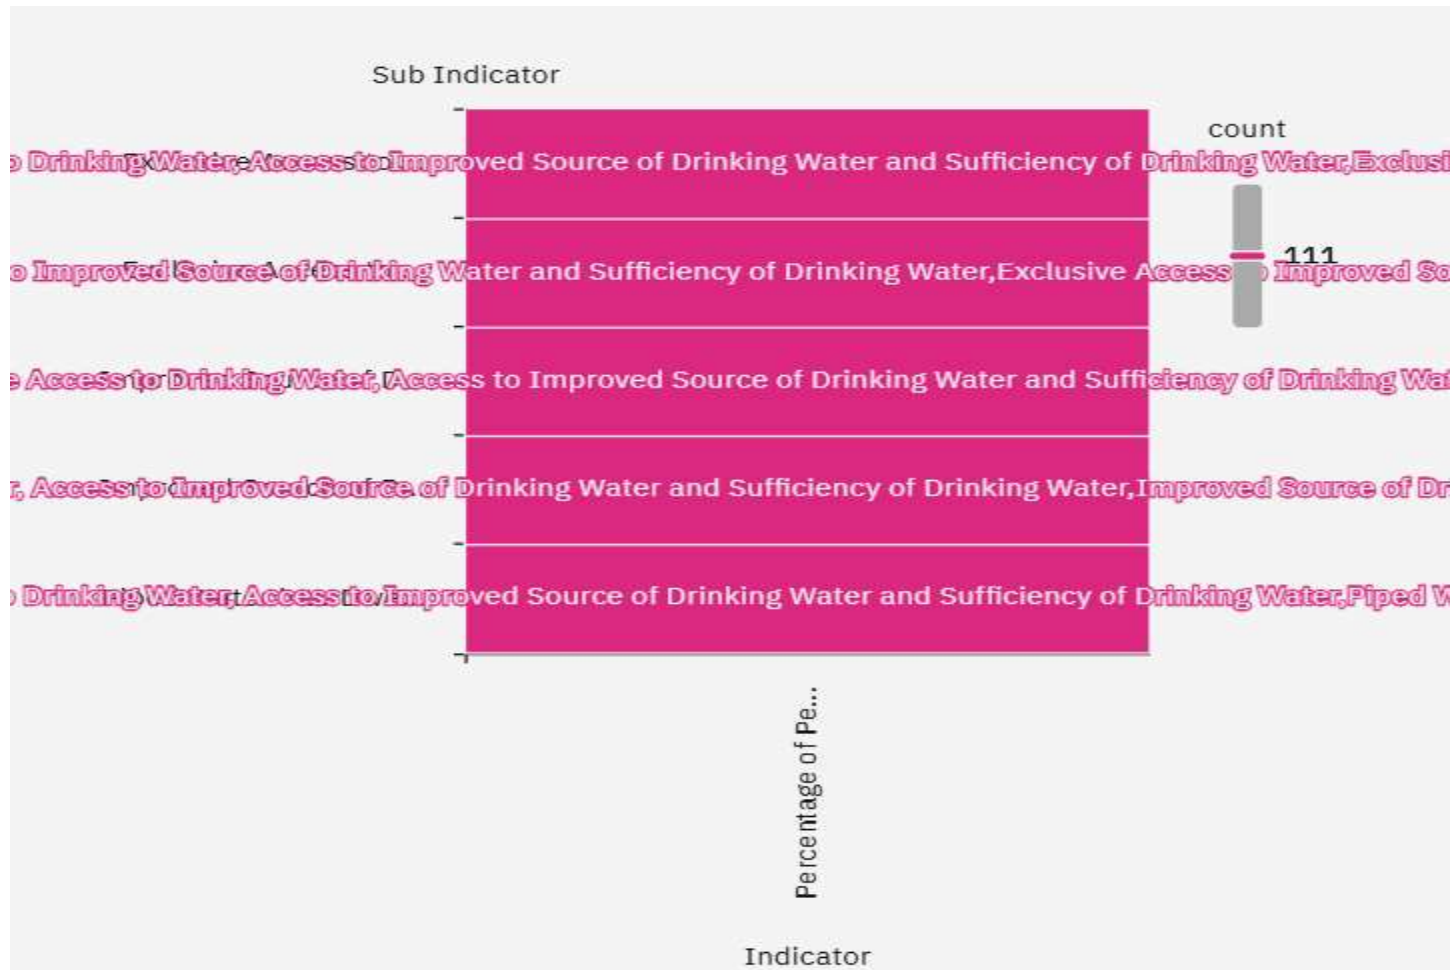 Sub Indicator
count
Drinking Water, Access to Improved Source of Drinking Water and Sufficiency of Drinking Water,Exclusi
111
o Improved Source of Drinking Water and Sufficiency of Drinking Water,Exclusive Access Improved So
Access to Drinking Water, Access to Improved Source of Drinking Water and Sufficiency of Drinking Wat
, Access to Improved Source of Drinking Water and Sufficiency of Drinking Water,Improved Source of Dr
Drinking Water, Access to Improved Source of Drinking Water and Sufficiency of Drinking Water,Piped W
Percentage of Pe...
Indicator